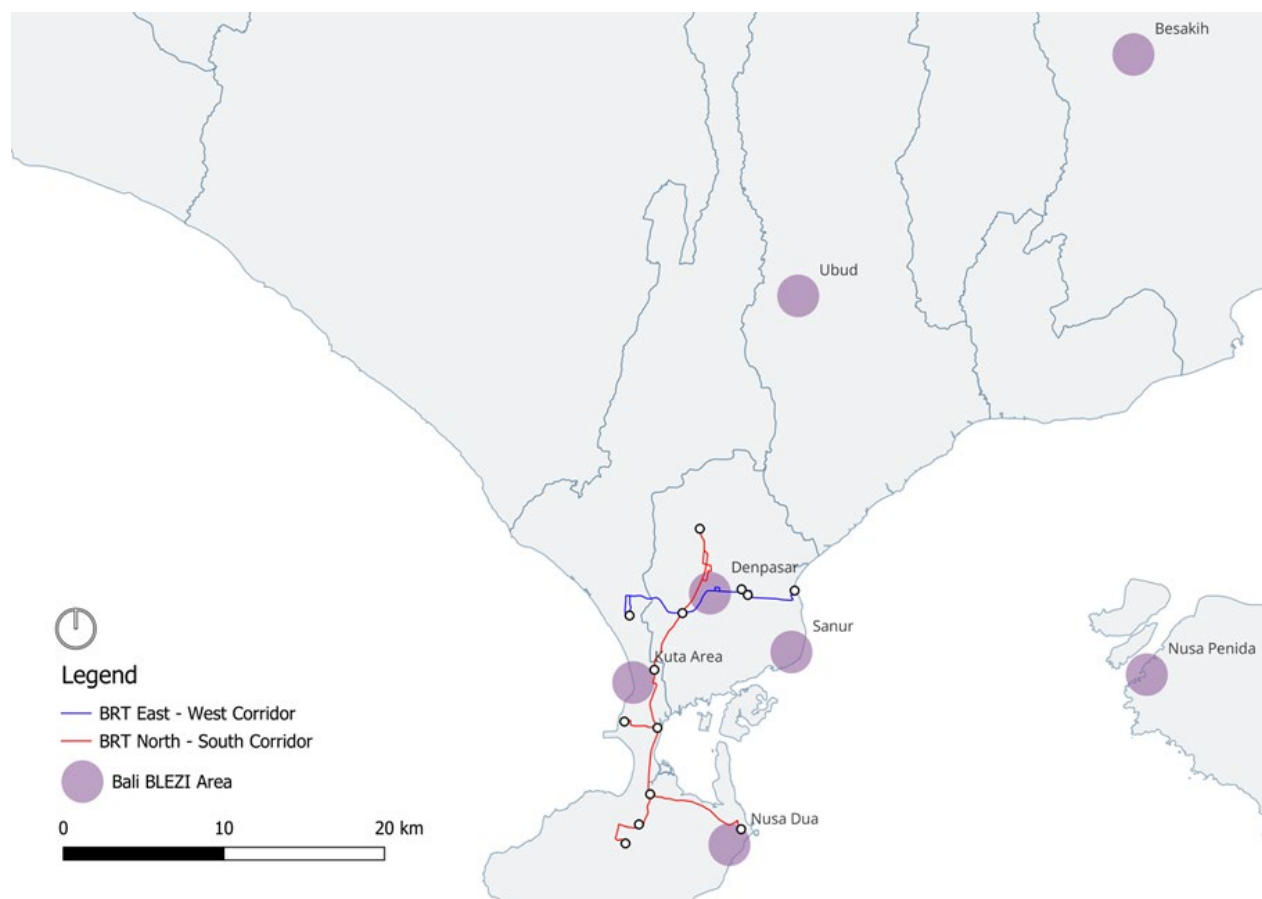 Besakih
Ubud
Denpasar
Sanur
Kuta Area
Nusa Penida
Nusa Dua
Legend
BRT East - West Corridor
BRT North - South Corridor
Bali BLEZI Area
0 10 20 km